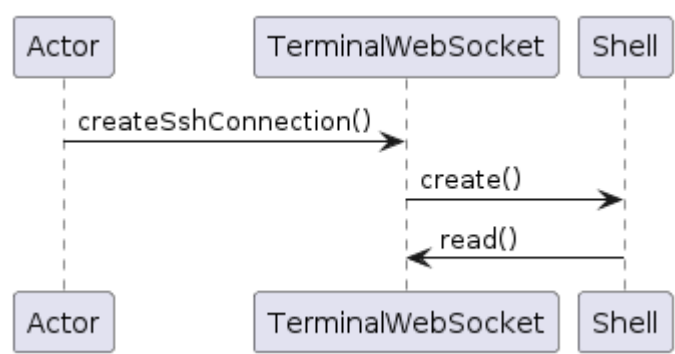 Actor TerminalWebSocket Shell
createSshConnection()
create()
read()
Actor TerminalWebSocket Shell